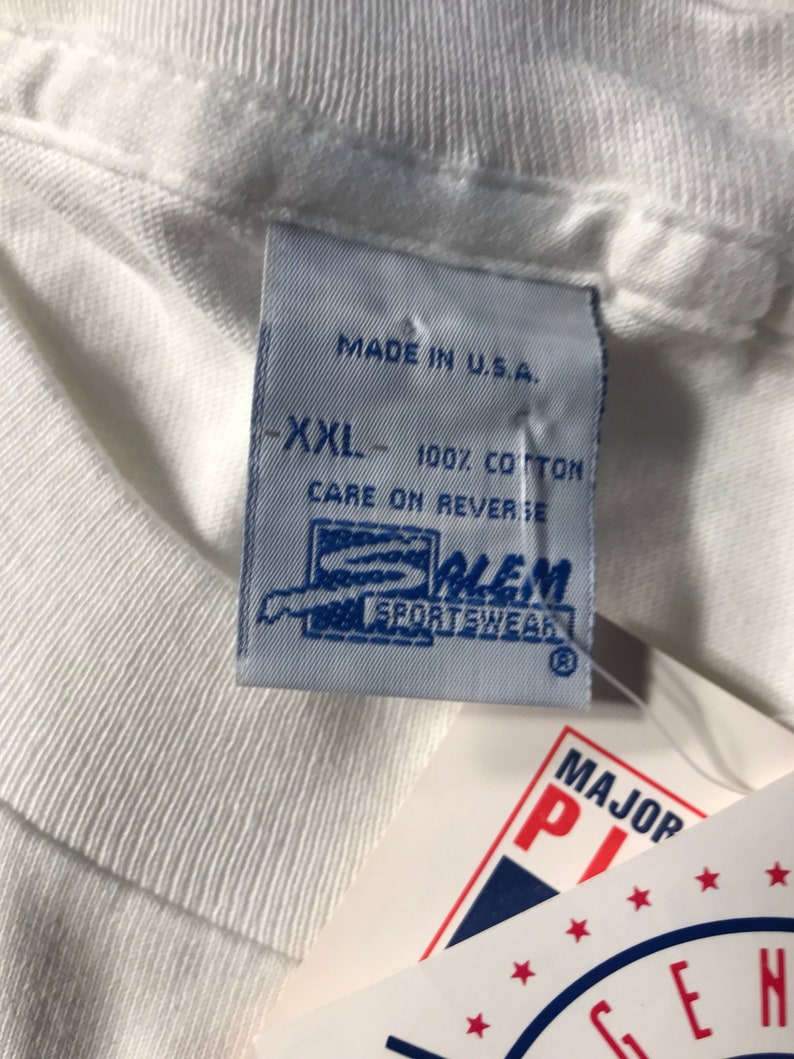 MADE IN U.S.A.
-XXL- 100% COTTON
CARE ON REVERSE
SALEM
SPORTSWEAR
®
MAJOR
GEN